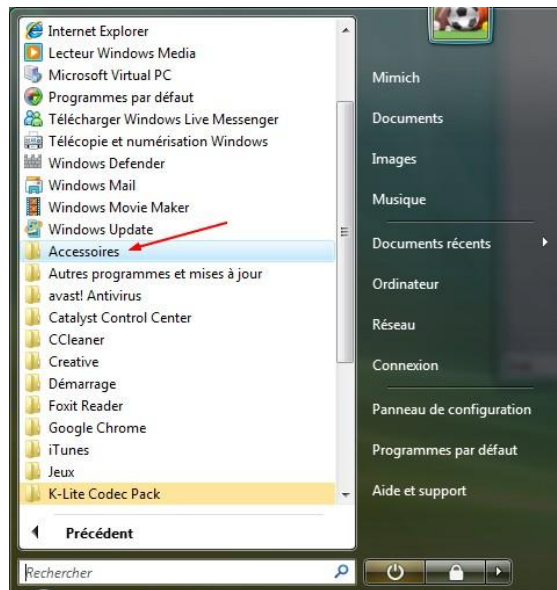 Internet Explorer
Lecteur Windows Media
Microsoft Virtual PC
Programmes par défaut
Télécharger Windows Live Messenger
Télécopie et numérisation Windows
Windows Defender
Windows Mail
Windows Movie Maker
Windows Update
Accessoires
Autres programmes et mises à jour
avast! Antivirus
Catalyst Control Center
CCleaner
Creative
Démarrage
Foxit Reader
Google Chrome
iTunes
Jeux
K-Lite Codec Pack
Précédent
Rechercher
Mimich
Documents
Images
Musique
Documents récents
Ordinateur
Réseau
Connexion
Panneau de configuration
Programmes par défaut
Aide et support